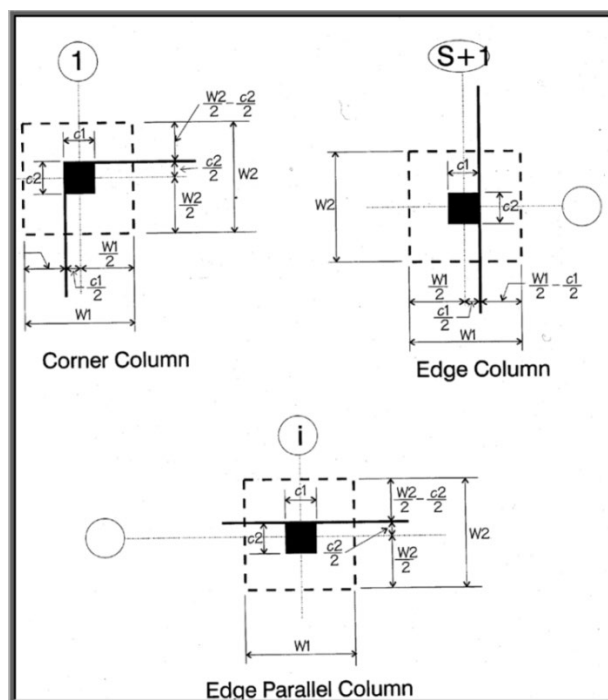 1
W2/2 - c2/2
c1
c2
c2/2
W2
W2/2
W1/2
c1/2
W1
Corner Column
S+1
c1
W2
c2
W1/2
W1/2 - c1/2
c1/2
W1
Edge Column
i
c1
W2/2 - c2/2
c2
c2/2
W2
W2/2
W1
Edge Parallel Column